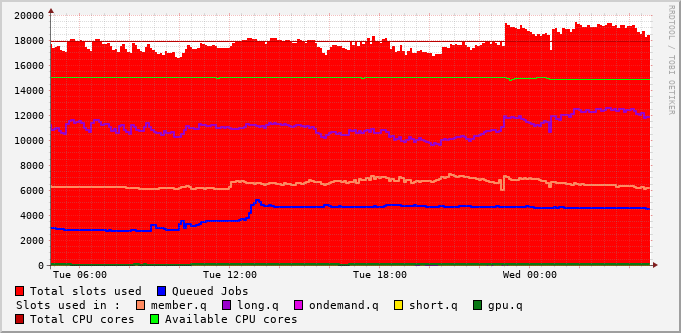 20000
18000
16000
14000
12000
10000
8000
6000
4000
2000
0
Tue 06:00 Tue 12:00 Tue 18:00 Wed 00:00
RRDTOOL / TOBI OETIKER
Total slots used Queued Jobs
Slots used in : member.q long.q ondemand.q short.q gpu.q
Total CPU cores Available CPU cores